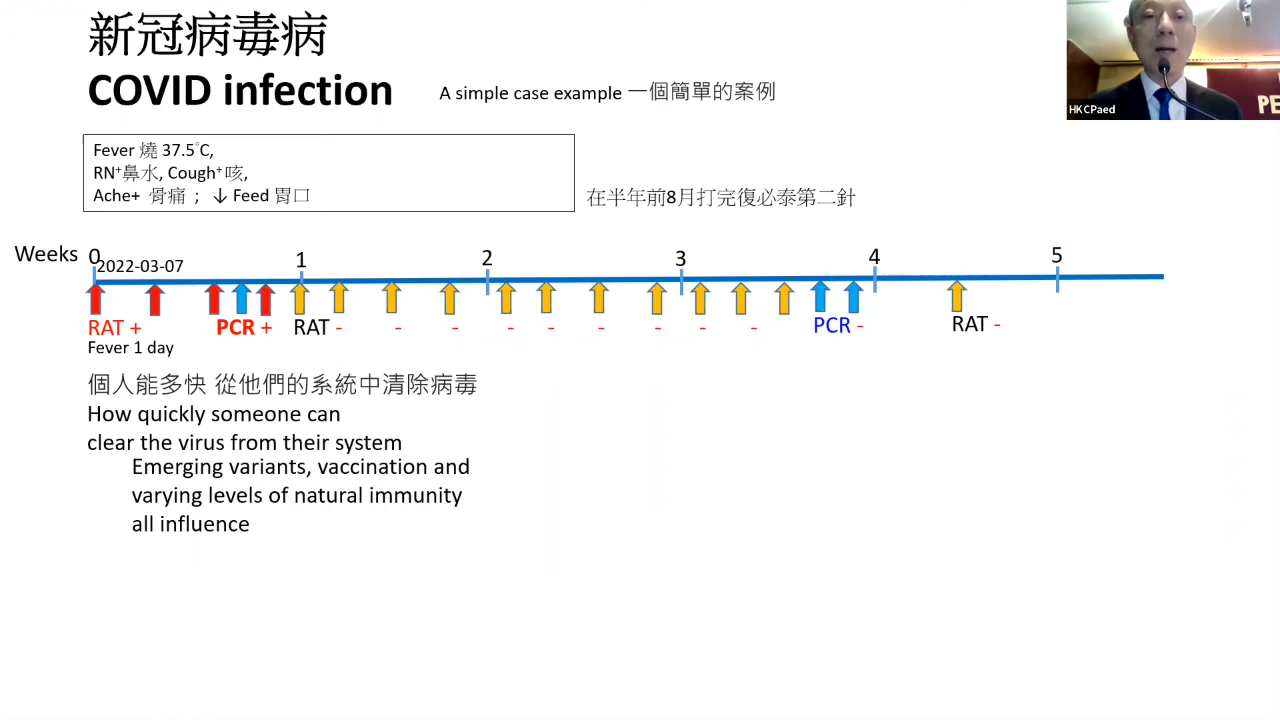 新冠病毒病
COVID infection
A simple case example 一個簡單的案例
HKCPaed
PE
Fever 燒 37.5°C,
RN⁺鼻水, Cough⁺咳,
Ache+ 骨痛 ; ↓ Feed 胃口
在半年前8月打完復必泰第二針
Weeks 0 1 2 3 4 5
2022-03-07
RAT + PCR + RAT - - - - - - - - PCR - RAT -
Fever 1 day
個人能多快 從他們的系統中清除病毒
How quickly someone can
clear the virus from their system
Emerging variants, vaccination and
varying levels of natural immunity
all influence